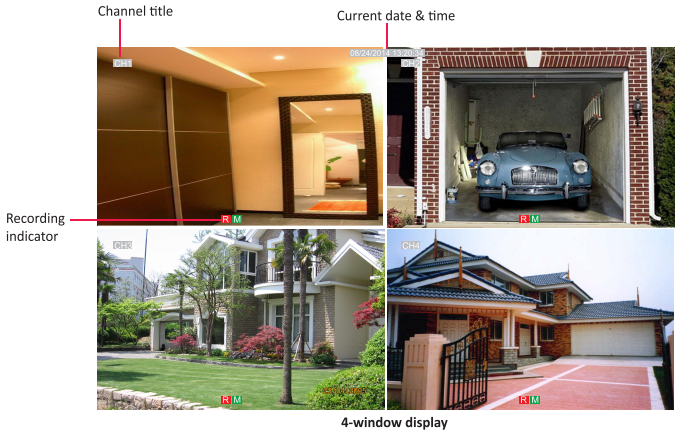 Channel title
Current date & time
08/24/2014 13:20:34
CH1
CH2
Recording
indicator
R M
R M
CH3
CH4
R M
R M
4-window display